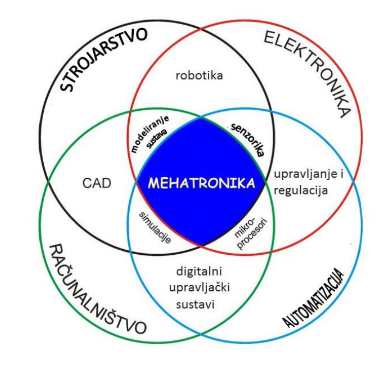 STROJARSTVO
ELEKTRONIKA
robotika
modeliranje
sustava
senzorika
CAD
MEHATRONIKA
upravljanje i
regulacija
simulacije
mikro-
procesori
digitalni
upravljački
sustavi
RAČUNALNIŠTVO
AUTOMATIZACIJA